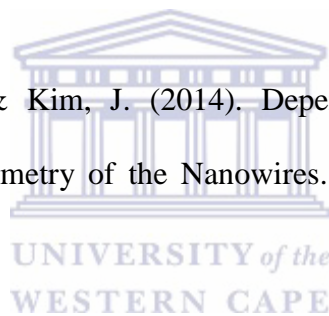 & Kim, J. (2014). Depe
metry of the Nanowires.
UNIVERSITY of the
WESTERN CAPE